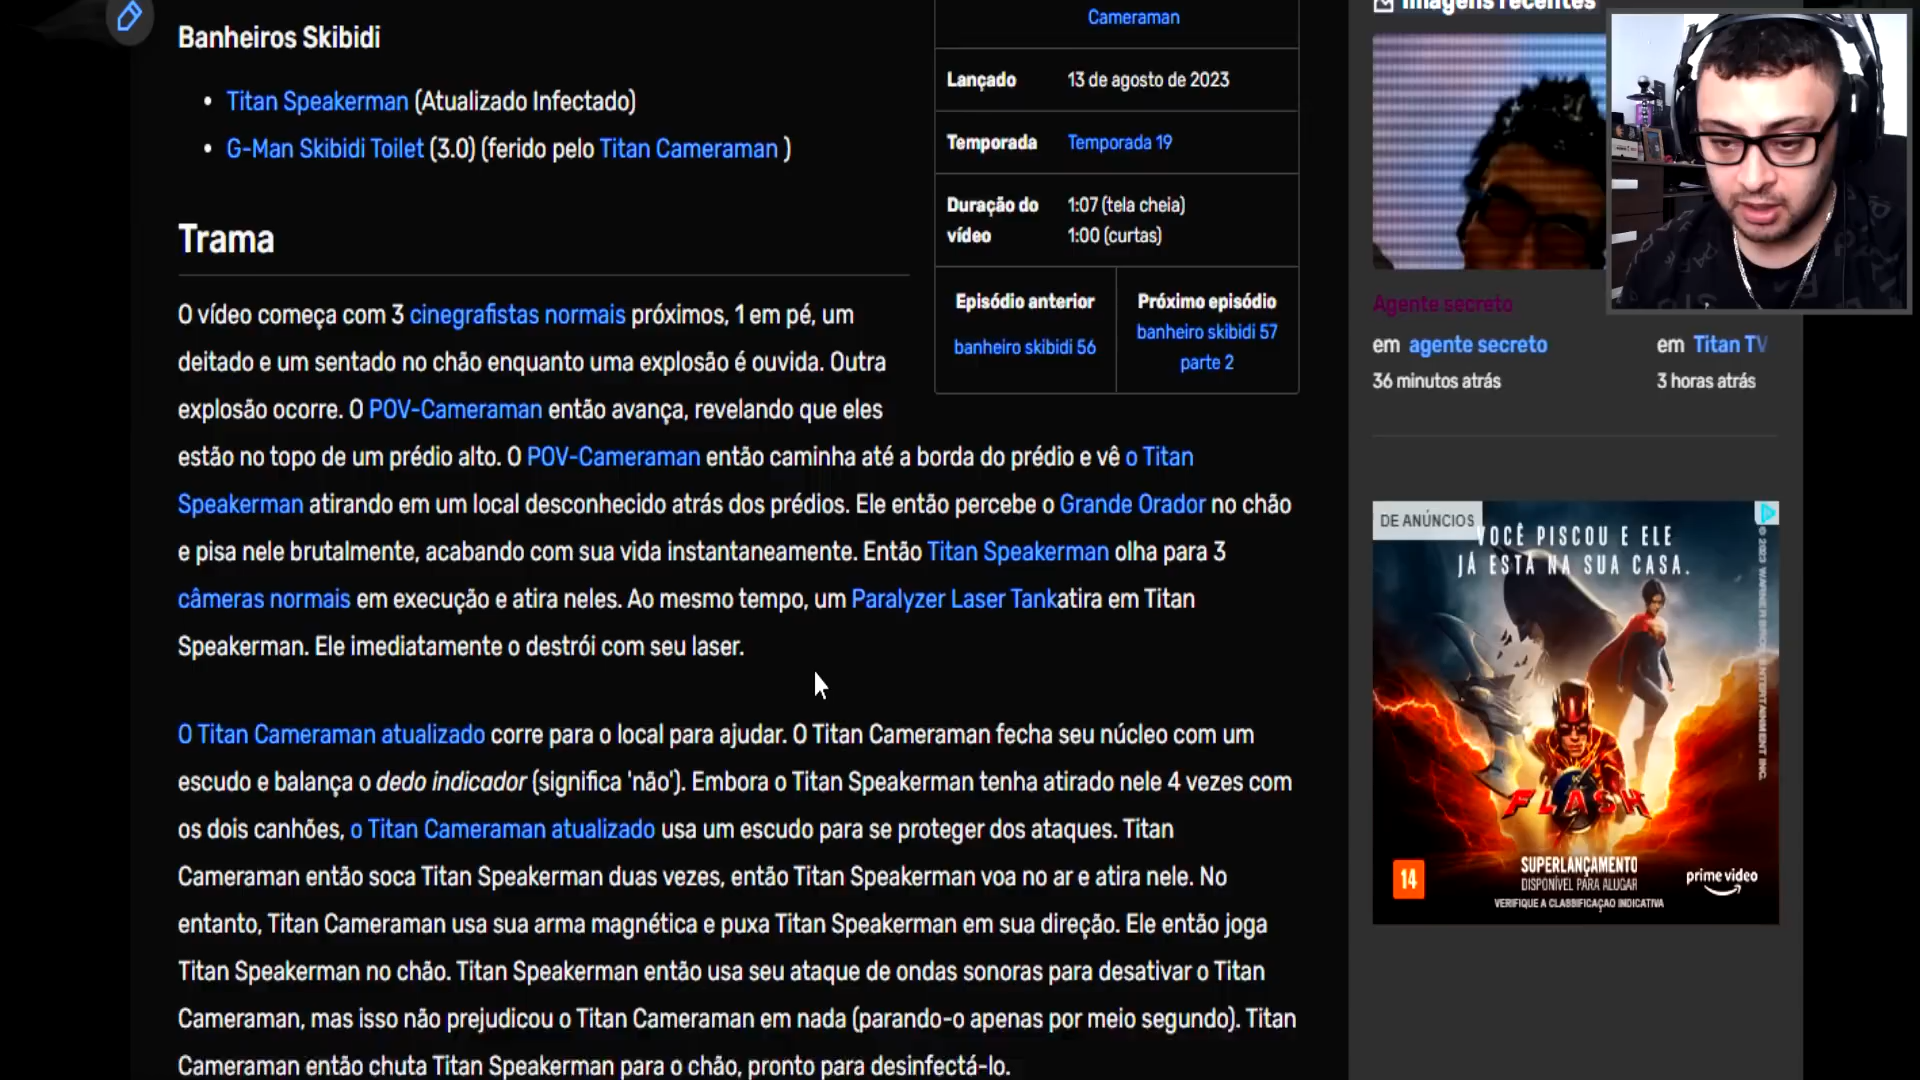 Banheiros Skibidi
• Titan Speakerman (Atualizado Infectado)
• G-Man Skibidi Toilet (3.0) (ferido pelo Titan Cameraman )
Trama
O vídeo começa com 3 cinegrafistas normais próximos, 1 em pé, um
deitado e um sentado no chão enquanto uma explosão é ouvida. Outra
explosão ocorre. O POV-Cameraman então avança, revelando que eles
estão no topo de um prédio alto. O POV-Cameraman então caminha até a borda do prédio e vê o Titan
Speakerman atirando em um local desconhecido atrás dos prédios. Ele então percebe o Grande Orador no chão
e pisa nele brutalmente, acabando com sua vida instantaneamente. Então Titan Speakerman olha para 3
câmeras normais em execução e atira neles. Ao mesmo tempo, um Paralyzer Laser Tankatira em Titan
Speakerman. Ele imediatamente o destrói com seu laser.
O Titan Cameraman atualizado corre para o local para ajudar. O Titan Cameraman fecha seu núcleo com um
escudo e balança o dedo indicador (significa 'não'). Embora o Titan Speakerman tenha atirado nele 4 vezes com
os dois canhões, o Titan Cameraman atualizado usa um escudo para se proteger dos ataques. Titan
Cameraman então soca Titan Speakerman duas vezes, então Titan Speakerman voa no ar e atira nele. No
entanto, Titan Cameraman usa sua arma magnética e puxa Titan Speakerman em sua direção. Ele então joga
Titan Speakerman no chão. Titan Speakerman então usa seu ataque de ondas sonoras para desativar o Titan
Cameraman, mas isso não prejudicou o Titan Cameraman em nada (parando-o apenas por meio segundo). Titan
Cameraman então chuta Titan Speakerman para o chão, pronto para desinfectá-lo.
Cameraman
Lançado 13 de agosto de 2023
Temporada Temporada 19
Duração do vídeo
1:07 (tela cheia)
1:00 (curtas)
Episódio anterior
banheiro skibidi 56
Próximo episódio
banheiro skibidi 57
parte 2
Imagens recentes
Agente secreto
em agente secreto
36 minutos atrás
em Titan TV
3 horas atrás
DE ANÚNCIOS
VOCÊ PISCOU E ELE
JÁ ESTÁ NA SUA CASA.
FLASH
14
SUPERLANÇAMENTO
DISPONÍVEL PARA ALUGAR
VERIFIQUE A CLASSIFICAÇÃO INDICATIVA
prime video
© 2023 WARNER BROS. ENTERTAINMENT INC.